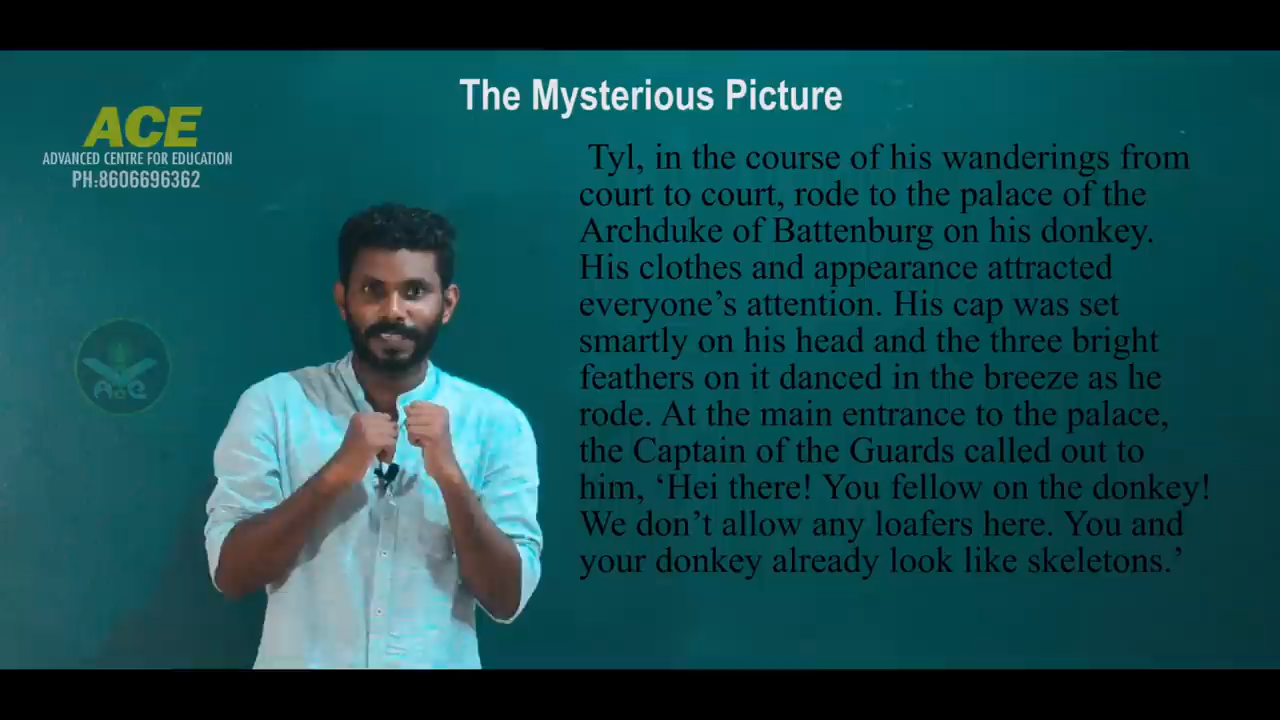 The Mysterious Picture
ACE
ADVANCED CENTRE FOR EDUCATION
PH:8606696362
Tyl, in the course of his wanderings from
court to court, rode to the palace of the
Archduke of Battenburg on his donkey.
His clothes and appearance attracted
everyone’s attention. His cap was set
smartly on his head and the three bright
feathers on it danced in the breeze as he
rode. At the main entrance to the palace,
the Captain of the Guards called out to
him, ‘Hei there! You fellow on the donkey!
We don’t allow any loafers here. You and
your donkey already look like skeletons.’